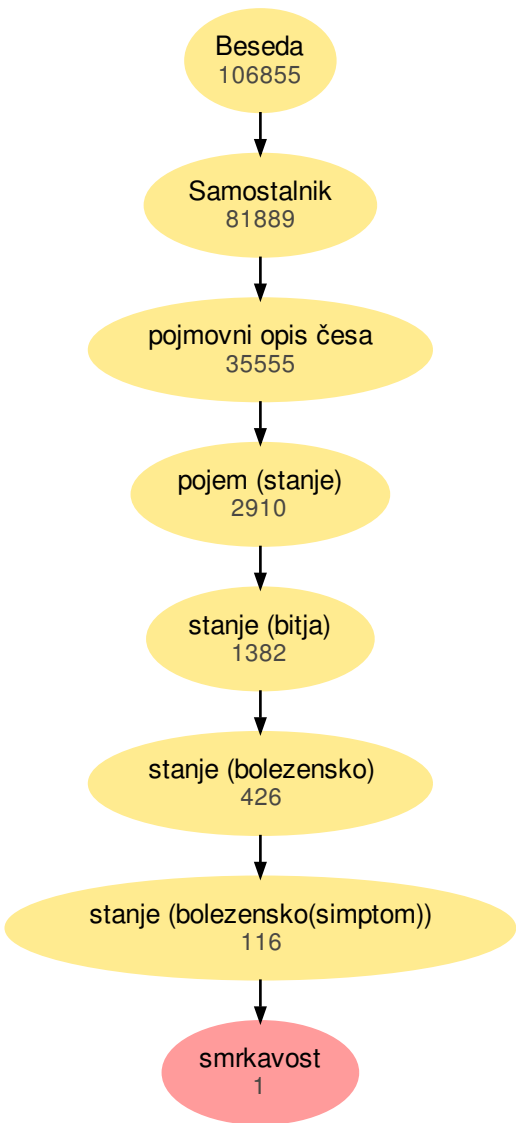 Beseda
106855
Samostalnik
81889
pojmovni opis česa
35555
pojem (stanje)
2910
stanje (bitja)
1382
stanje (bolezensko)
426
stanje (bolezensko(simptom))
116
smrkavost
1